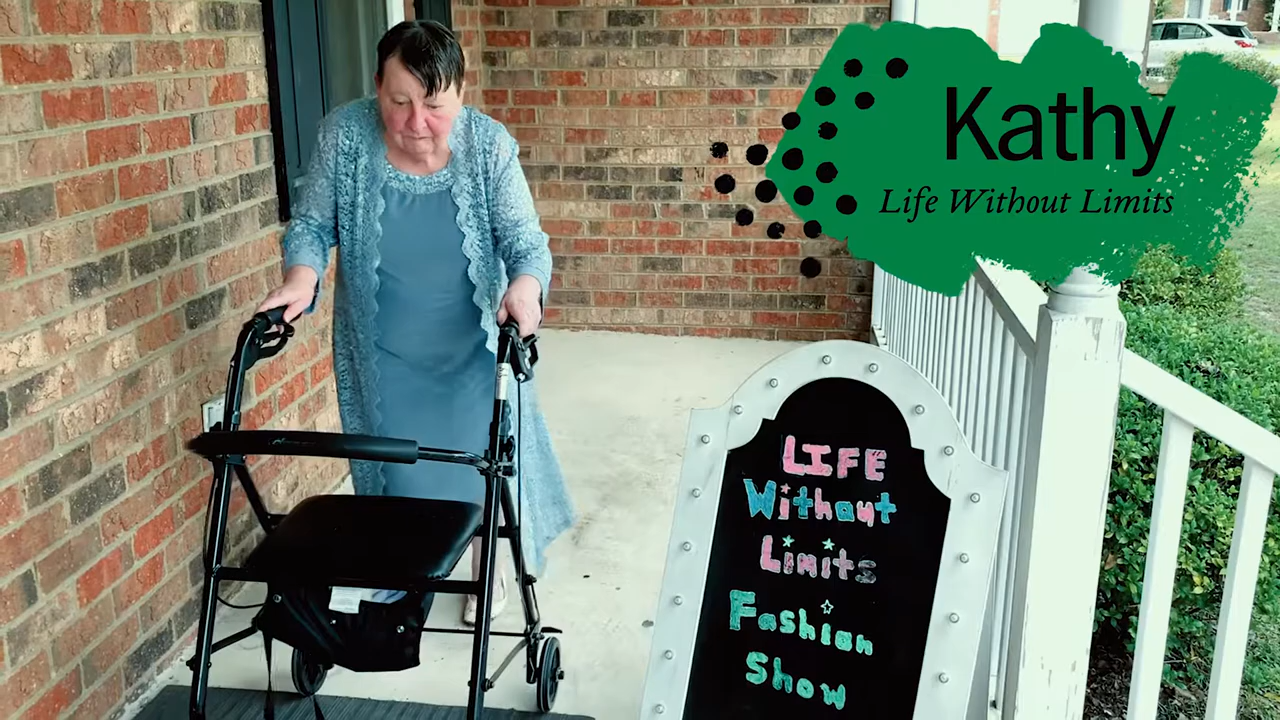 Kathy
Life Without Limits
LIFE
Without
Limits
Fashion
Show